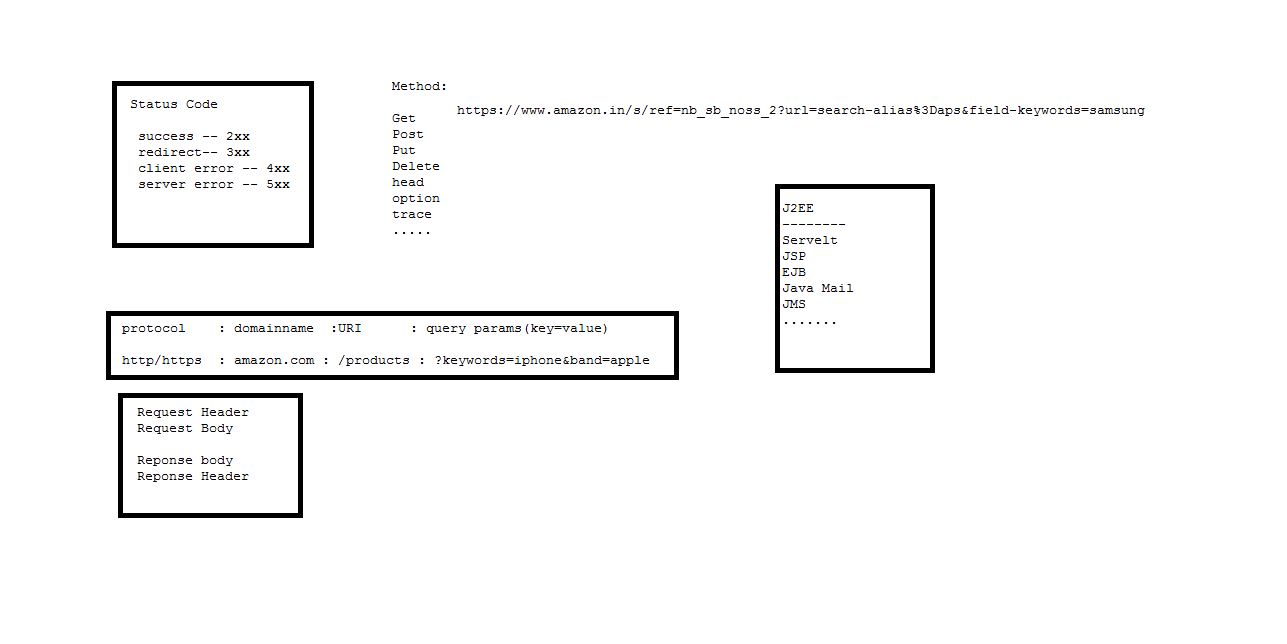 Status Code
success -- 2xx
redirect-- 3xx
client error -- 4xx
server error -- 5xx
Method:
https://www.amazon.in/s/ref=nb_sb_noss_2?url=search-alias%3Daps&field-keywords=samsung
Get
Post
Put
Delete
head
option
trace
.....
J2EE
--------
Servelt
JSP
EJB
Java Mail
JMS
.......
protocol    : domainname  :URI      : query params(key=value)
http/https  : amazon.com : /products : ?keywords=iphone&band=apple
Request Header
Request Body
Reponse body
Reponse Header